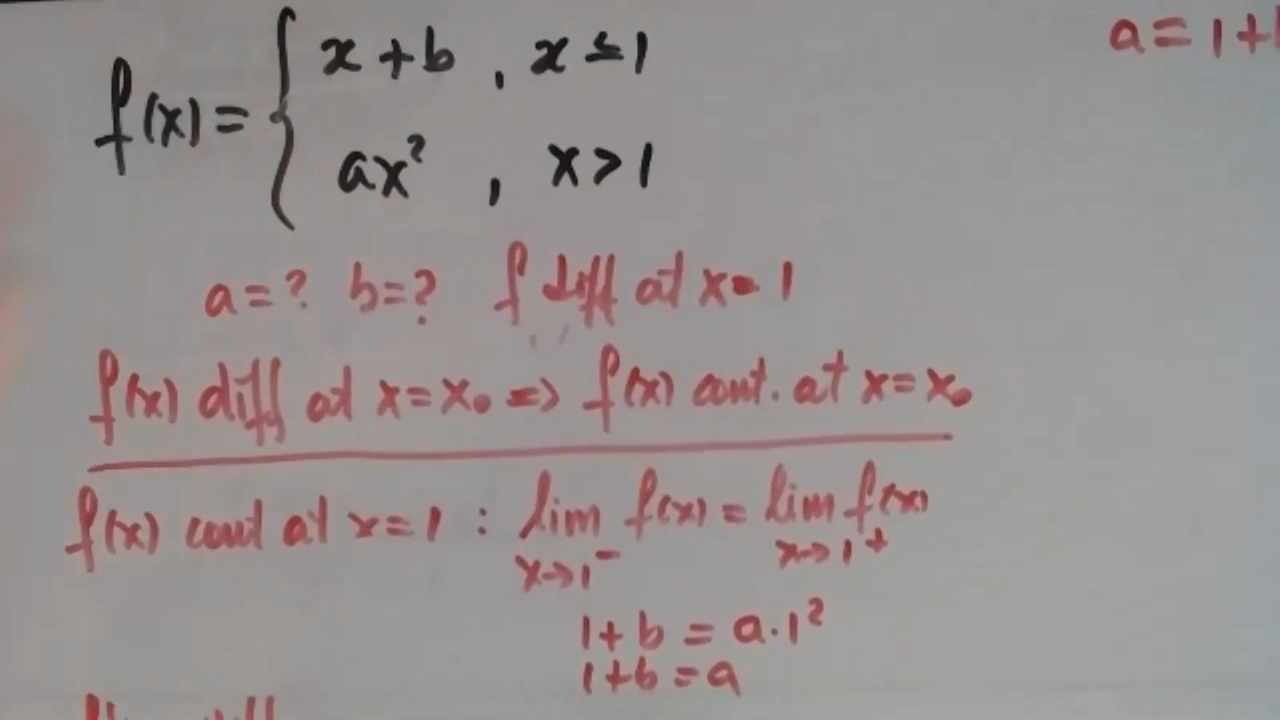 f(x) = { x + b , x ≤ 1
ax² , x > 1
a = 1 +
a = ? b = ? f diff at x = 1
f(x) diff at x = x₀ => f(x) cont. at x = x₀
f(x) cont at x = 1 : lim x→1⁻ f(x) = lim x→1⁺ f(x)
1 + b = a · 1²
1 + b = a